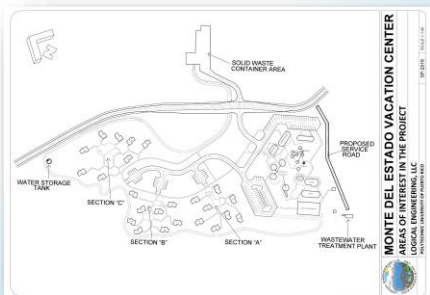 SOLID WASTE
CONTAINER AREA
PROPOSED
SERVICE
ROAD
WATER STORAGE
TANK
SECTION "C"
SECTION "B"
SECTION "A"
WASTEWATER
TREATMENT PLANT
MONTE DEL ESTADO VACATION CENTER
AREAS OF INTEREST IN THE PROJECT
LOGICAL ENGINEERING, LLC
POLYTECHNIC UNIVERSITY OF PUERTO RICO